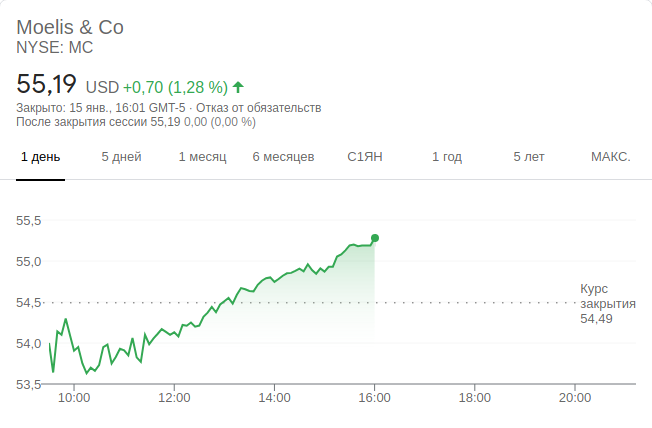 Moelis & Co
NYSE: MC
55,19 USD +0,70 (1,28 %)
Закрыто: 15 янв., 16:01 GMT-5 · Отказ от обязательств
После закрытия сессии 55,19 0,00 (0,00 %)
1 день 5 дней 1 месяц 6 месяцев С1ЯН 1 год 5 лет МАКС.
55,5
55,0
54,5
54,0
53,5
Курс
закрытия
54,49
10:00 12:00 14:00 16:00 18:00 20:00